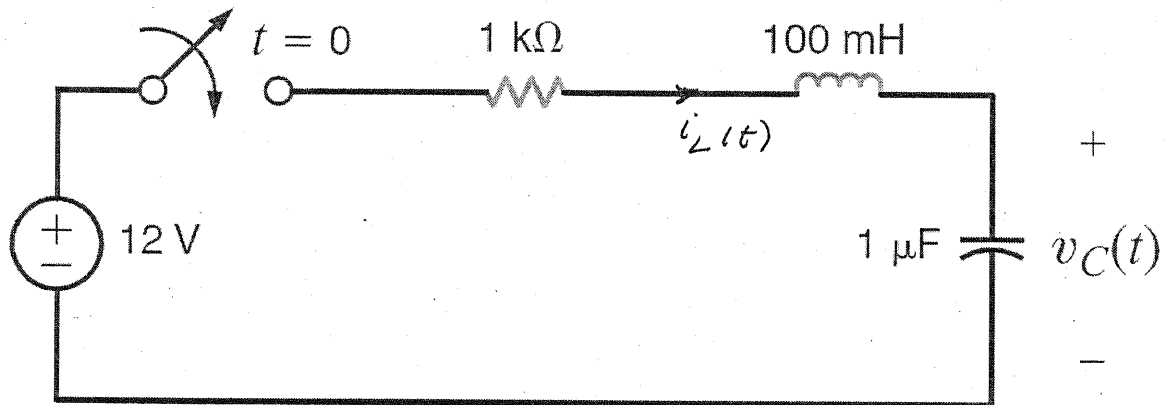 t = 0
1 kΩ
100 mH
i_L(t)
+
−
12 V
1 μF
+
v_C(t)
−